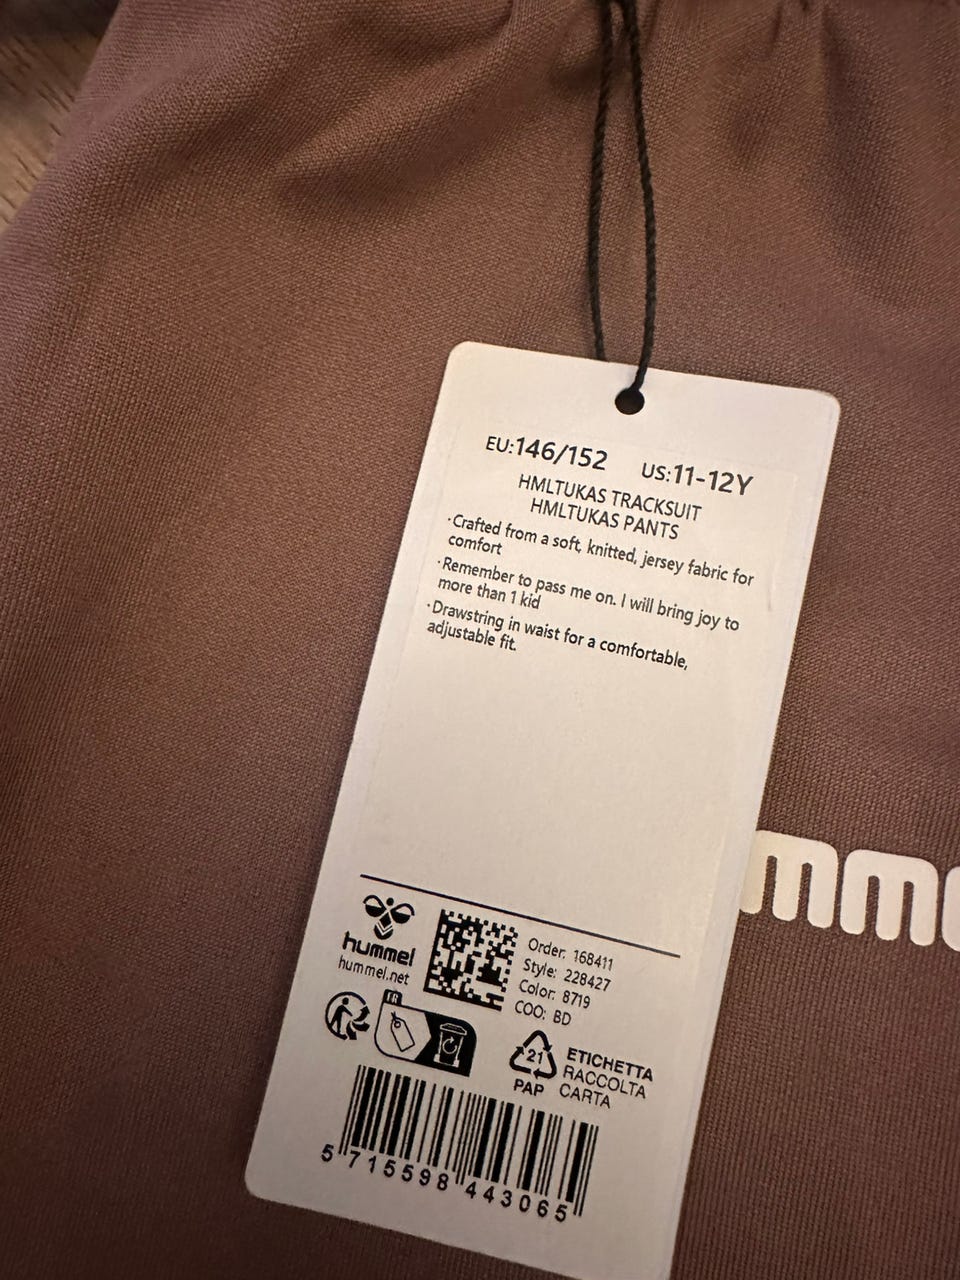 EU:146/152 US:11-12Y
HMLTUKAS TRACKSUIT
HMLTUKAS PANTS
·Crafted from a soft, knitted, jersey fabric for
comfort
·Remember to pass me on. I will bring joy to
more than 1 kid
·Drawstring in waist for a comfortable,
adjustable fit.
hummel
hummel.net
Order: 168411
Style: 228427
Color: 8719
COO: BD
FR
21
PAP
ETICHETTA
RACCOLTA
CARTA
5 715598 443065
mm